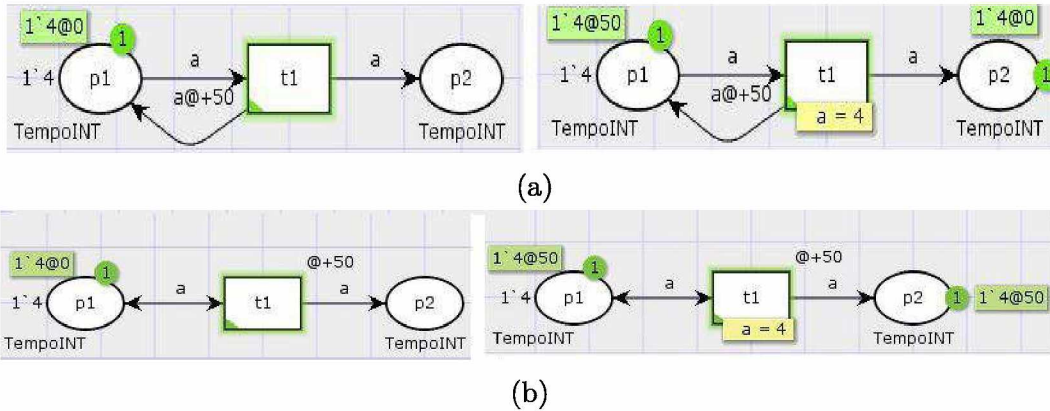 1`4@0
1
1`4
p1
a
t1
a
p2
a@+50
TempoINT
TempoINT
1`4@50
1
1`4@0
1`4
p1
a
t1
a
p2
1
a@+50
a = 4
TempoINT
TempoINT
(a)
1`4@0
1
@+50
1`4
p1
a
t1
a
p2
TempoINT
TempoINT
1`4@50
1
@+50
1`4
p1
a
t1
a
p2
1
1`4@50
a = 4
TempoINT
TempoINT
(b)